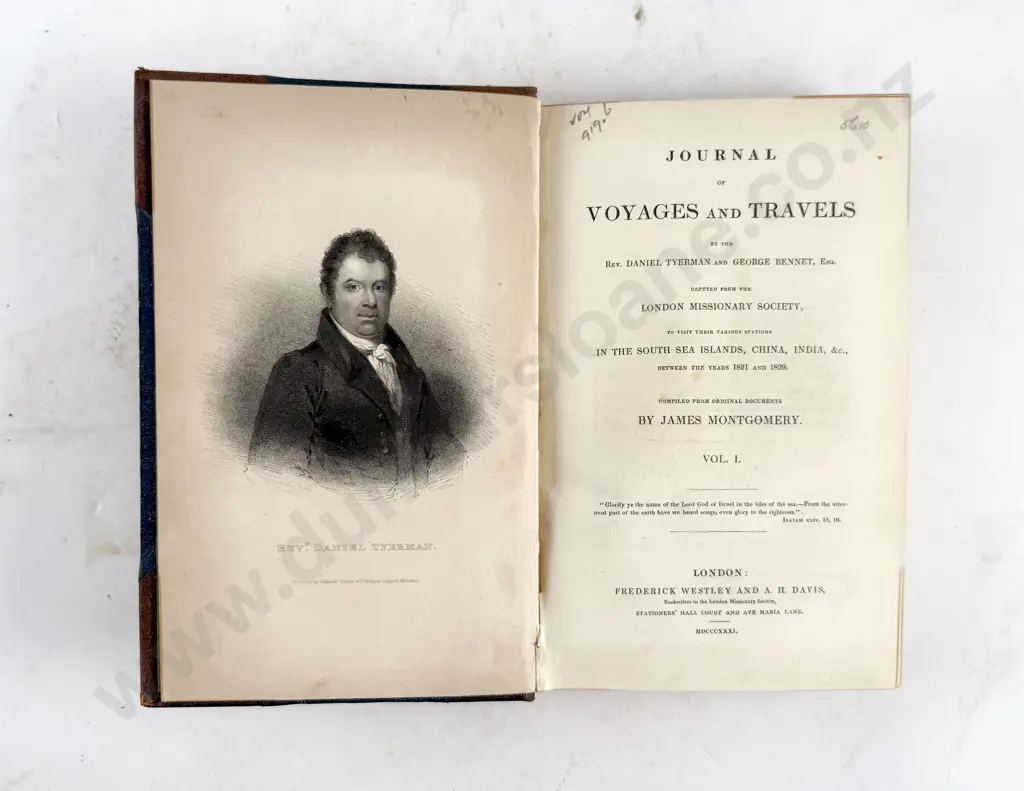 REVᴰ. DANIEL TYERMAN.
vol 6
919.
JOURNAL
OF
VOYAGES AND TRAVELS
BY THE
REV. DANIEL TYERMAN AND GEORGE BENNET, ESQ.
DEPUTED FROM THE
LONDON MISSIONARY SOCIETY,
TO VISIT THEIR VARIOUS STATIONS
IN THE SOUTH SEA ISLANDS, CHINA, INDIA, &c.,
BETWEEN THE YEARS 1821 AND 1829.
COMPILED FROM ORIGINAL DOCUMENTS
BY JAMES MONTGOMERY.
VOL. I.
"Glorify ye the name of the Lord God of Israel in the isles of the sea.—From the utter-
most part of the earth have we heard songs, even glory to the righteous."
ISAIAH xxiv. 15, 16.
LONDON:
FREDERICK WESTLEY AND A. H. DAVIS,
Booksellers to the London Missionary Society,
STATIONERS' HALL COURT AND AVE MARIA LANE.
MDCCCXXXI.